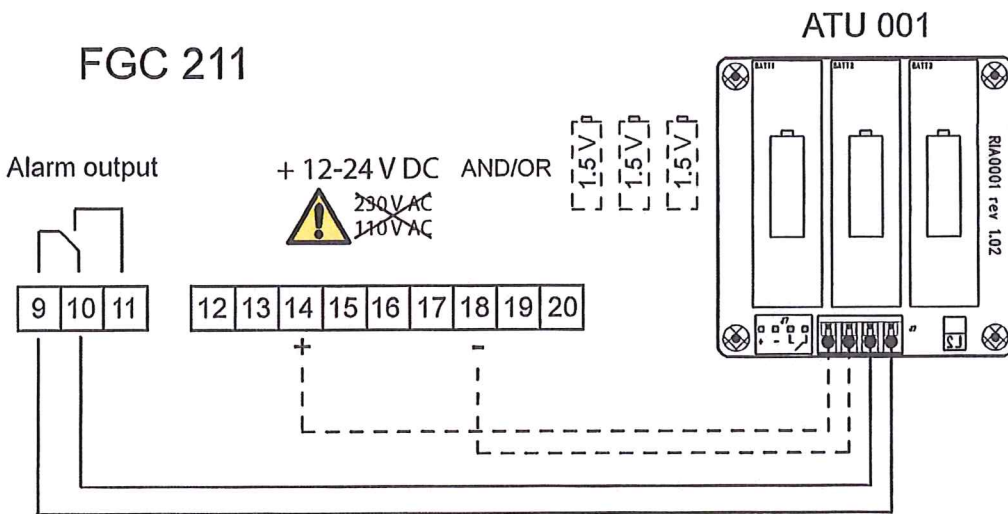 ATU 001
FGC 211
BATT1
BATT2
BATT3
1.5 V
1.5 V
1.5 V
RIA0001 rev 1.02
Alarm output
+ 12-24 V DC
AND/OR
230 V AC
110 V AC
9 10 11
12 13 14 15 16 17 18 19 20
+ -
+ -